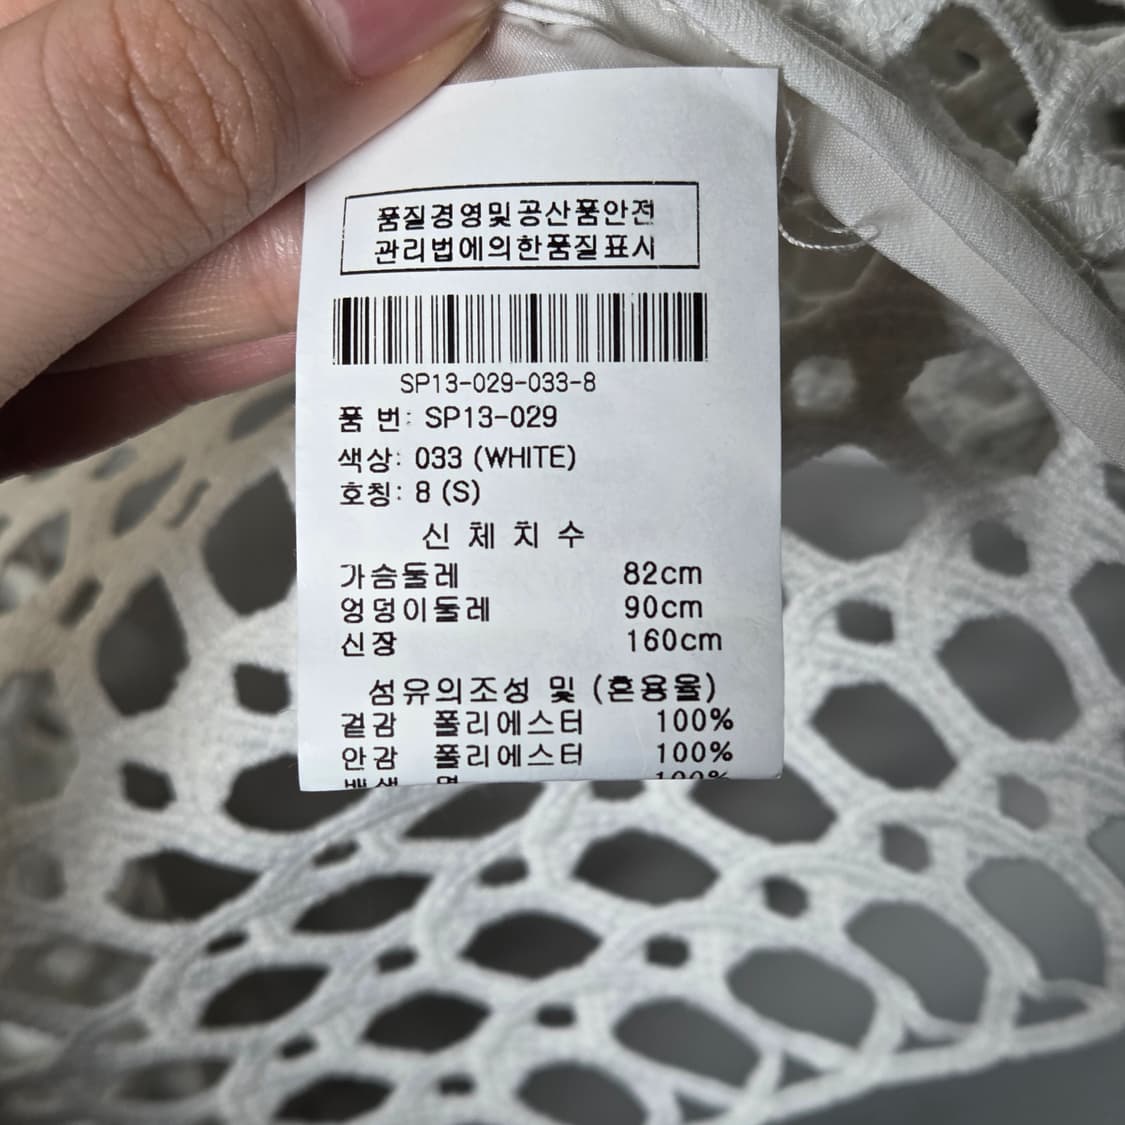 품질경영및공산품안전
관리법에의한품질표시
SP13-029-033-8
품 번: SP13-029
색상: 033 (WHITE)
호칭: 8 (S)
신 체 치 수
가슴둘레 82cm
엉덩이둘레 90cm
신장 160cm
섬유의조성 및 (혼용율)
겉감 폴리에스터 100%
안감 폴리에스터 100%
배색 면 100%